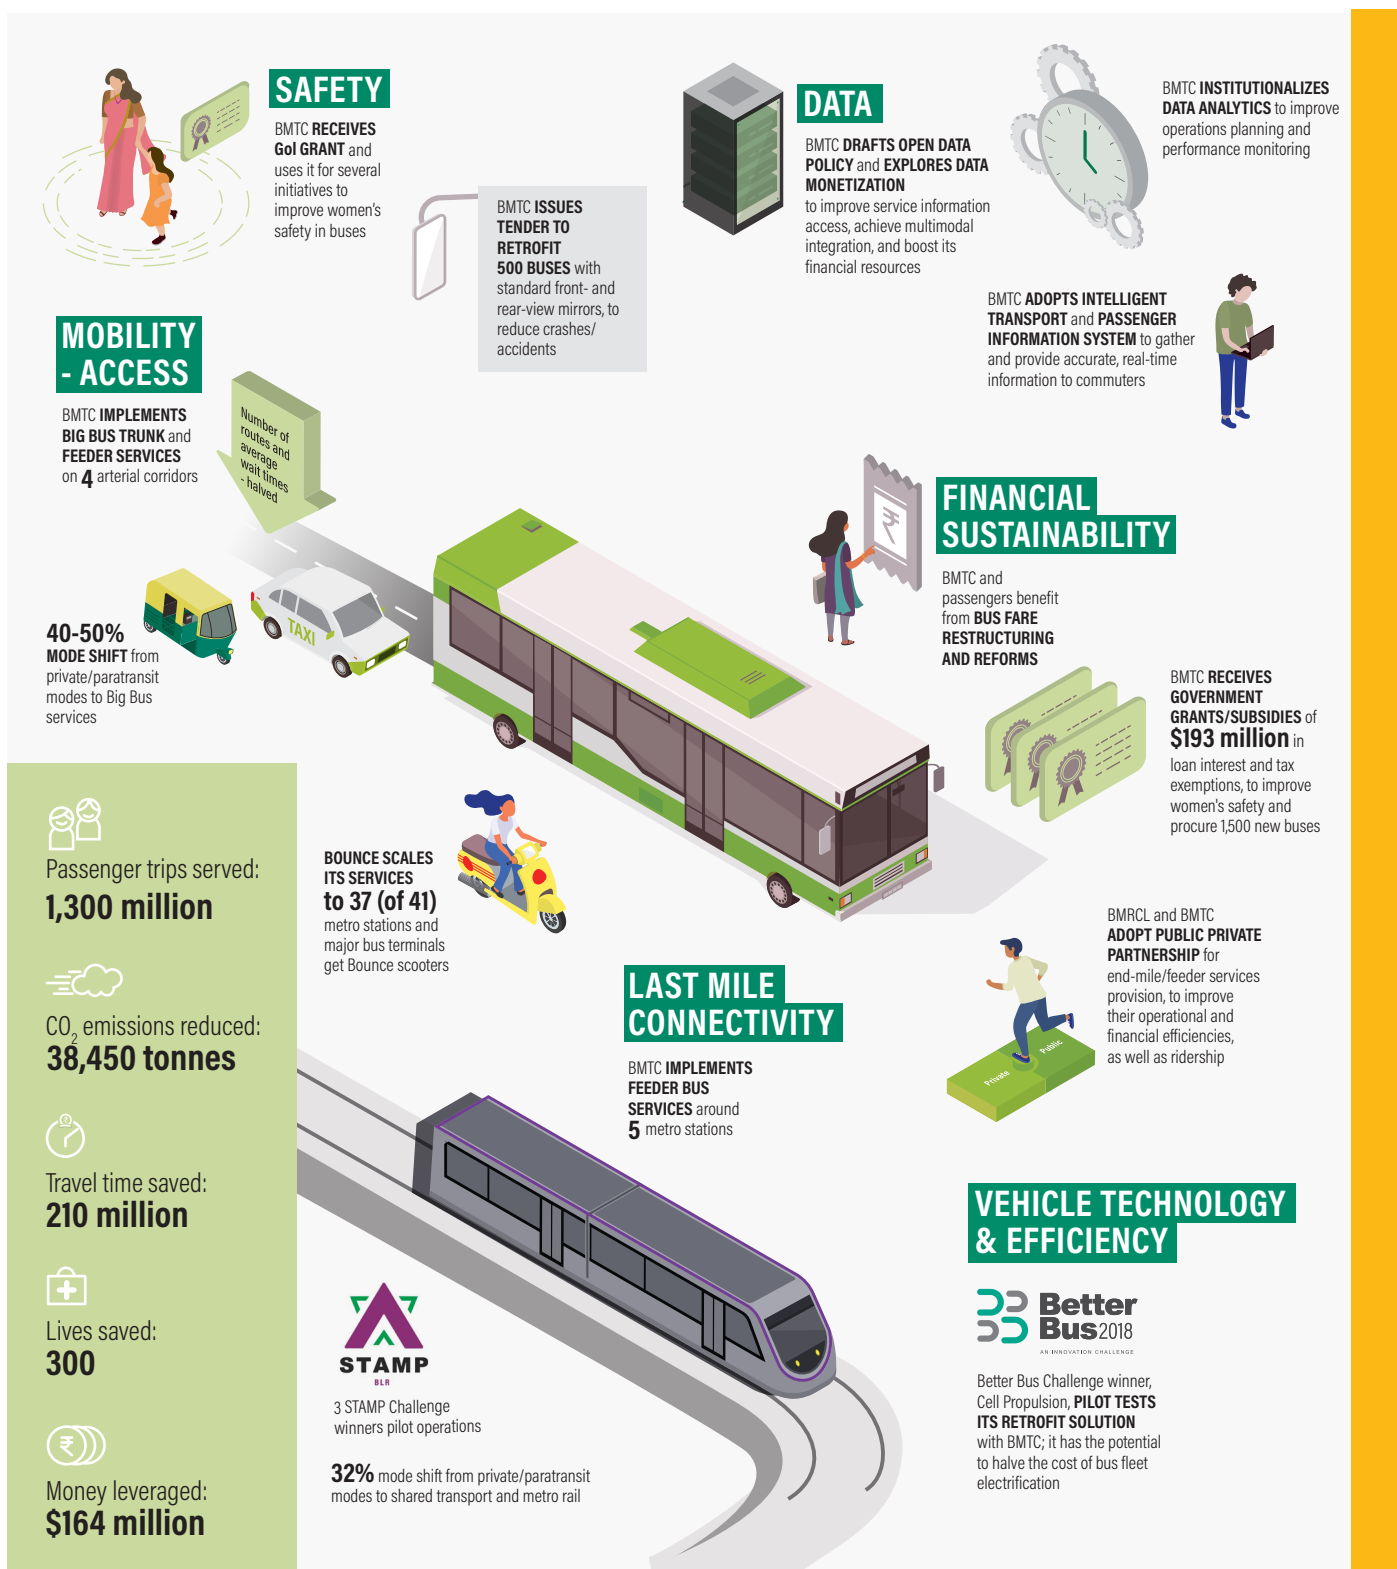 SAFETY
BMTC RECEIVES
GoI GRANT and
uses it for several
initiatives to
improve women's
safety in buses
BMTC ISSUES
TENDER TO
RETROFIT
500 BUSES with
standard front- and
rear-view mirrors, to
reduce crashes/
accidents
DATA
BMTC DRAFTS OPEN DATA
POLICY and EXPLORES DATA
MONETIZATION
to improve service information
access, achieve multimodal
integration, and boost its
financial resources
BMTC INSTITUTIONALIZES
DATA ANALYTICS to improve
operations planning and
performance monitoring
BMTC ADOPTS INTELLIGENT
TRANSPORT and PASSENGER
INFORMATION SYSTEM to gather
and provide accurate, real-time
information to commuters
MOBILITY
- ACCESS
BMTC IMPLEMENTS
BIG BUS TRUNK and
FEEDER SERVICES
on 4 arterial corridors
Number of
routes and
average
wait times
- halved
40-50%
MODE SHIFT from
private/paratransit
modes to Big Bus
services
TAXI
₹
FINANCIAL
SUSTAINABILITY
BMTC and
passengers benefit
from BUS FARE
RESTRUCTURING
AND REFORMS
BMTC RECEIVES
GOVERNMENT
GRANTS/SUBSIDIES of
$193 million in
loan interest and tax
exemptions, to improve
women's safety and
procure 1,500 new buses
Passenger trips served:
1,300 million
CO2 emissions reduced:
38,450 tonnes
₹
Travel time saved:
210 million
Lives saved:
300
₹
Money leveraged:
$164 million
BOUNCE SCALES
ITS SERVICES
to 37 (of 41)
metro stations and
major bus terminals
get Bounce scooters
LAST MILE
CONNECTIVITY
BMTC IMPLEMENTS
FEEDER BUS
SERVICES around
5 metro stations
BMRCL and BMTC
ADOPT PUBLIC PRIVATE
PARTNERSHIP for
end-mile/feeder services
provision, to improve
their operational and
financial efficiencies,
as well as ridership
Private
Public
STAMP
BLR
3 STAMP Challenge
winners pilot operations
32% mode shift from private/paratransit
modes to shared transport and metro rail
VEHICLE TECHNOLOGY
& EFFICIENCY
Better
Bus2018
AN INNOVATION CHALLENGE
Better Bus Challenge winner,
Cell Propulsion, PILOT TESTS
ITS RETROFIT SOLUTION
with BMTC; it has the potential
to halve the cost of bus fleet
electrification